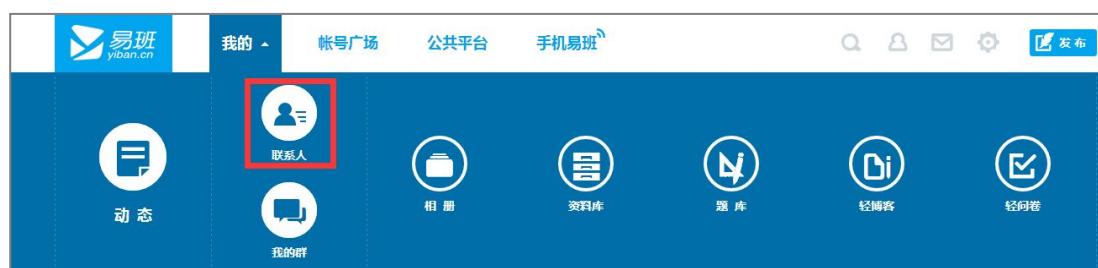 易班
yiban.cn
我的
帐号广场
公共平台
手机易班
发布
动态
联系人
我的群
相册
资料库
题库
轻博客
轻问卷